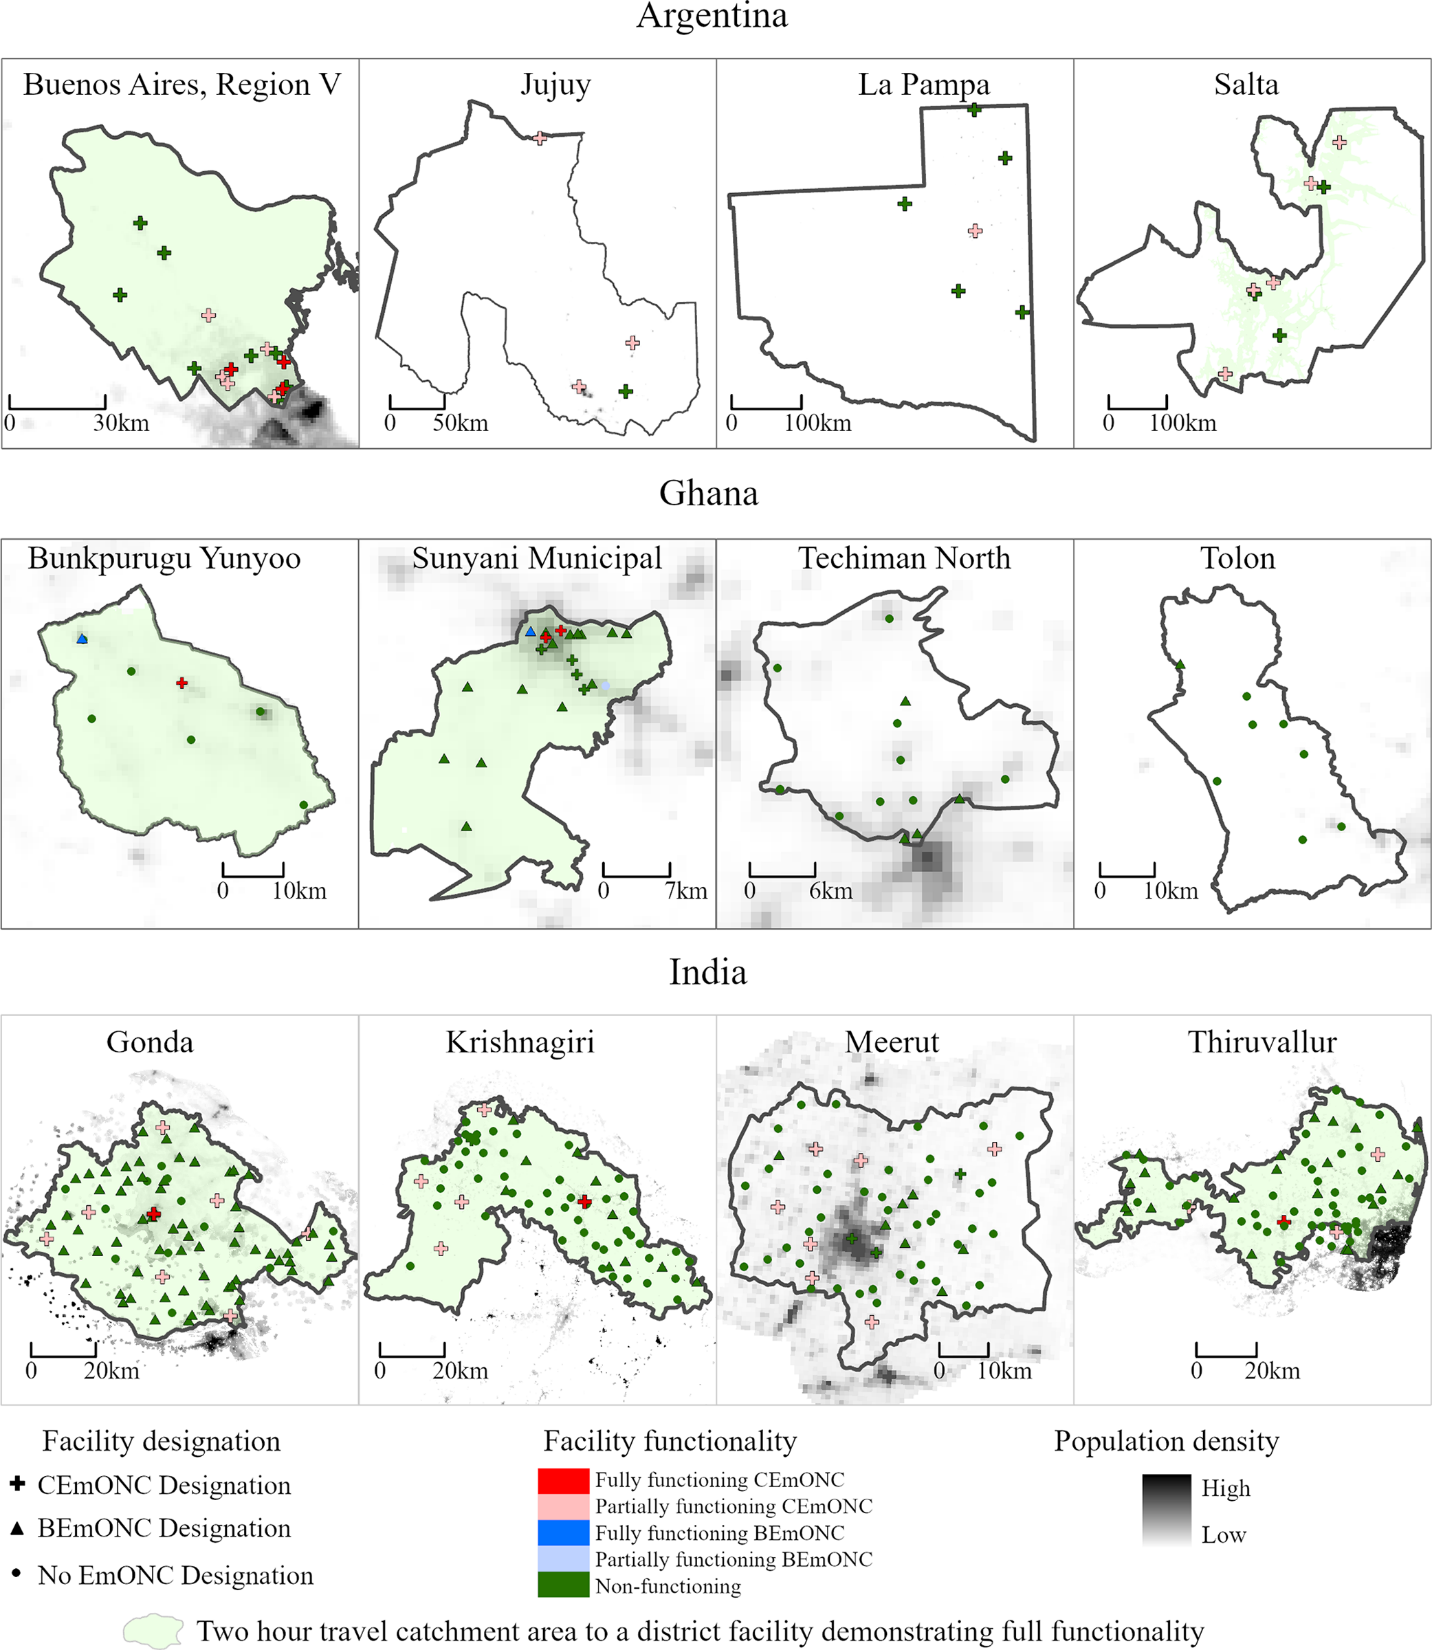 Argentina
Buenos Aires, Region V
Jujuy
La Pampa
Salta
0 30km
0 50km
0 100km
0 100km
Ghana
Bunkpurugu Yunyoo
Sunyani Municipal
Techiman North
Tolon
0 10km
0 7km
0 6km
0 10km
India
Gonda
Krishnagiri
Meerut
Thiruvallur
0 20km
0 20km
0 10km
0 20km
Facility designation
CEmONC Designation
BEmONC Designation
No EmONC Designation
Facility functionality
Fully functioning CEmONC
Partially functioning CEmONC
Fully functioning BEmONC
Partially functioning BEmONC
Non-functioning
Population density
High
Low
Two hour travel catchment area to a district facility demonstrating full functionality